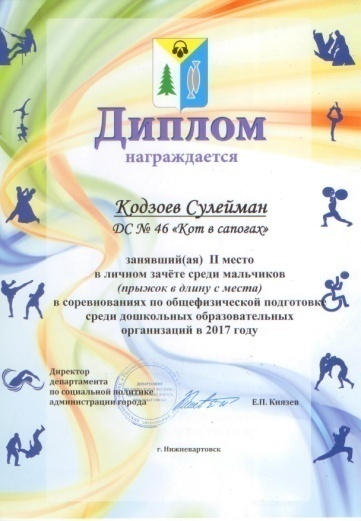 Диплом
награждается
Кодзоев Сулейман
ДС № 46 «Кот в сапогах»
занявший(ая) II место
в личном зачёте среди мальчиков
(прыжок в длину с места)
в соревнованиях по общефизической подготовке
среди дошкольных образовательных
организаций в 2017 году
Директор
департамента
по социальной политике
администрации города
Е.П. Князев
г. Нижневартовск